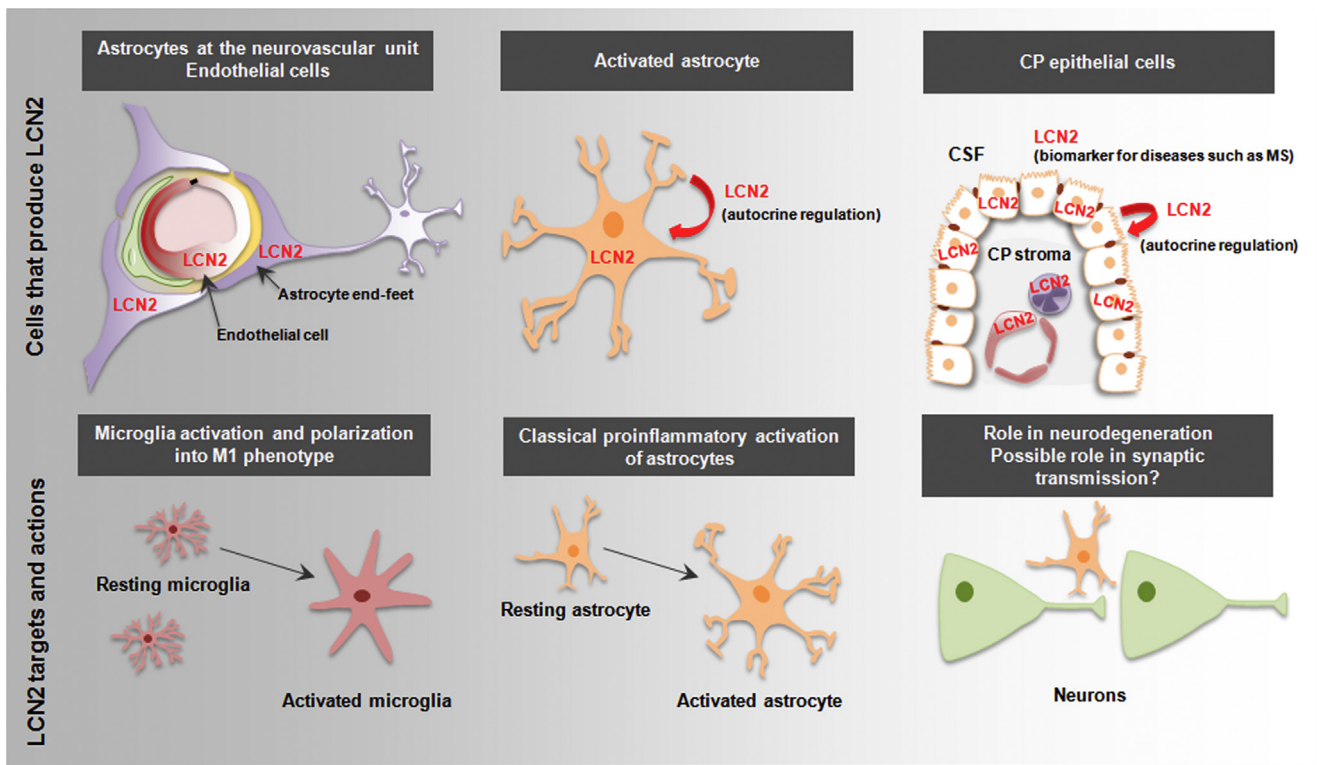 Cells that produce LCN2
Astrocytes at the neurovascular unit
Endothelial cells
LCN2
LCN2
LCN2
Astrocyte end-feet
Endothelial cell
Activated astrocyte
LCN2
(autocrine regulation)
LCN2
CP epithelial cells
LCN2
(biomarker for diseases such as MS)
CSF
LCN2
LCN2
LCN2
(autocrine regulation)
LCN2
CP stroma
LCN2
LCN2
LCN2
LCN2 targets and actions
Microglia activation and polarization
into M1 phenotype
Resting microglia
Activated microglia
Classical proinflammatory activation
of astrocytes
Resting astrocyte
Activated astrocyte
Role in neurodegeneration
Possible role in synaptic
transmission?
Neurons